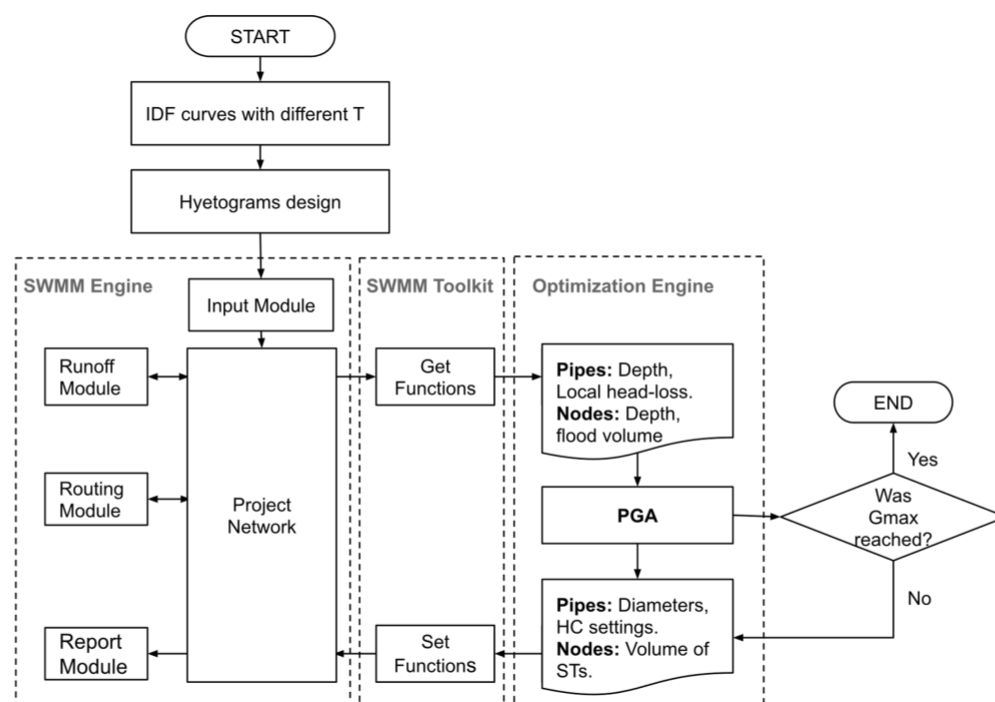 START
IDF curves with different T
Hyetograms design
SWMM Engine
SWMM Toolkit
Optimization Engine
Input Module
Runoff
Module
Get
Functions
Pipes: Depth,
Local head-loss.
Nodes: Depth,
flood volume
END
Yes
Routing
Module
Project
Network
PGA
Was
Gmax
reached?
No
Report
Module
Set
Functions
Pipes: Diameters,
HC settings.
Nodes: Volume of
STs.